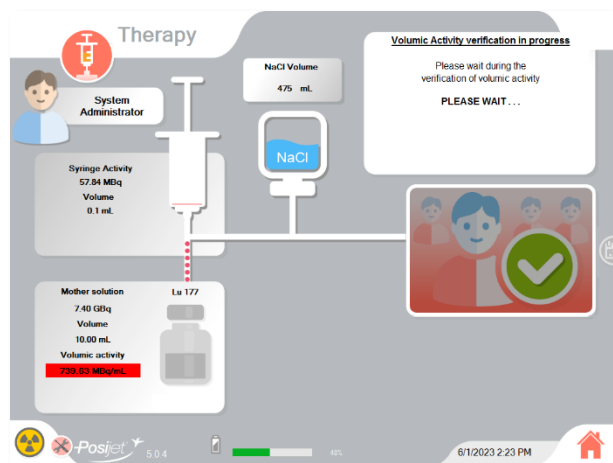 Therapy
E
System
Administrator
NaCl Volume
475 mL
Volumic Activity verification in progress
Please wait during the
verification of volumic activity
PLEASE WAIT . . .
NaCl
Syringe Activity
57.84 MBq
Volume
0.1 mL
Mother solution
Lu 177
7.40 GBq
Volume
10.00 mL
Volumic activity
739.63 MBq/mL
Posijet
5.0.4
6/1/2023 2:23 PM